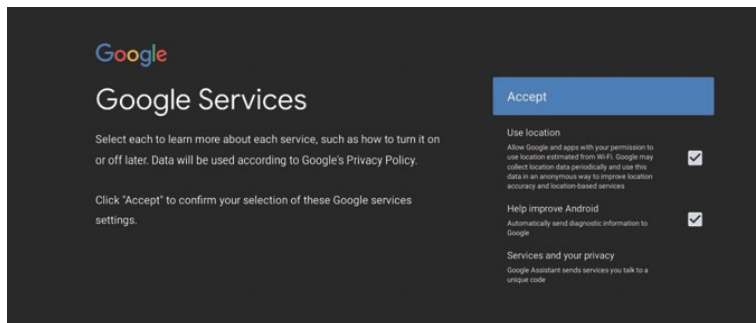 Google
Google Services
Select each to learn more about each service, such as how to turn it on
or off later. Data will be used according to Google's Privacy Policy.
Click "Accept" to confirm your selection of these Google services
settings.
Accept
Use location
Allow Google and apps with your permission to
use location estimated from Wi-Fi. Google may
collect location data periodically and use this
data in an anonymous way to improve location
accuracy and location-based services
Help improve Android
Automatically send diagnostic information to
Google
Services and your privacy
Google Assistant sends services you talk to a
unique code